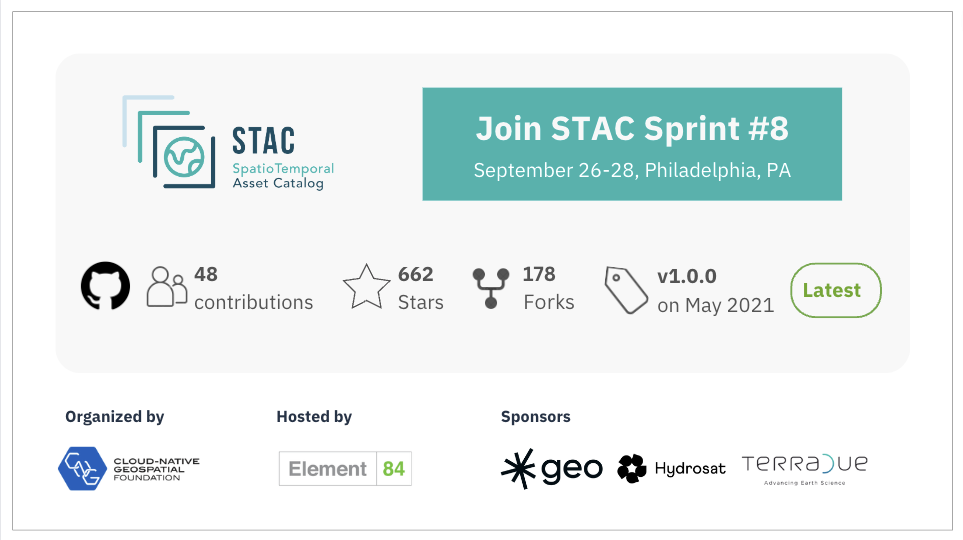 STAC
SpatioTemporal
Asset Catalog
Join STAC Sprint #8
September 26-28, Philadelphia, PA
48
contributions
662
Stars
178
Forks
v1.0.0
on May 2021
Latest
Organized by
Hosted by
Sponsors
CNG
CLOUD-NATIVE
GEOSPATIAL
FOUNDATION
Element 84
geo
Hydrosat
TERRADUE
Advancing Earth Science